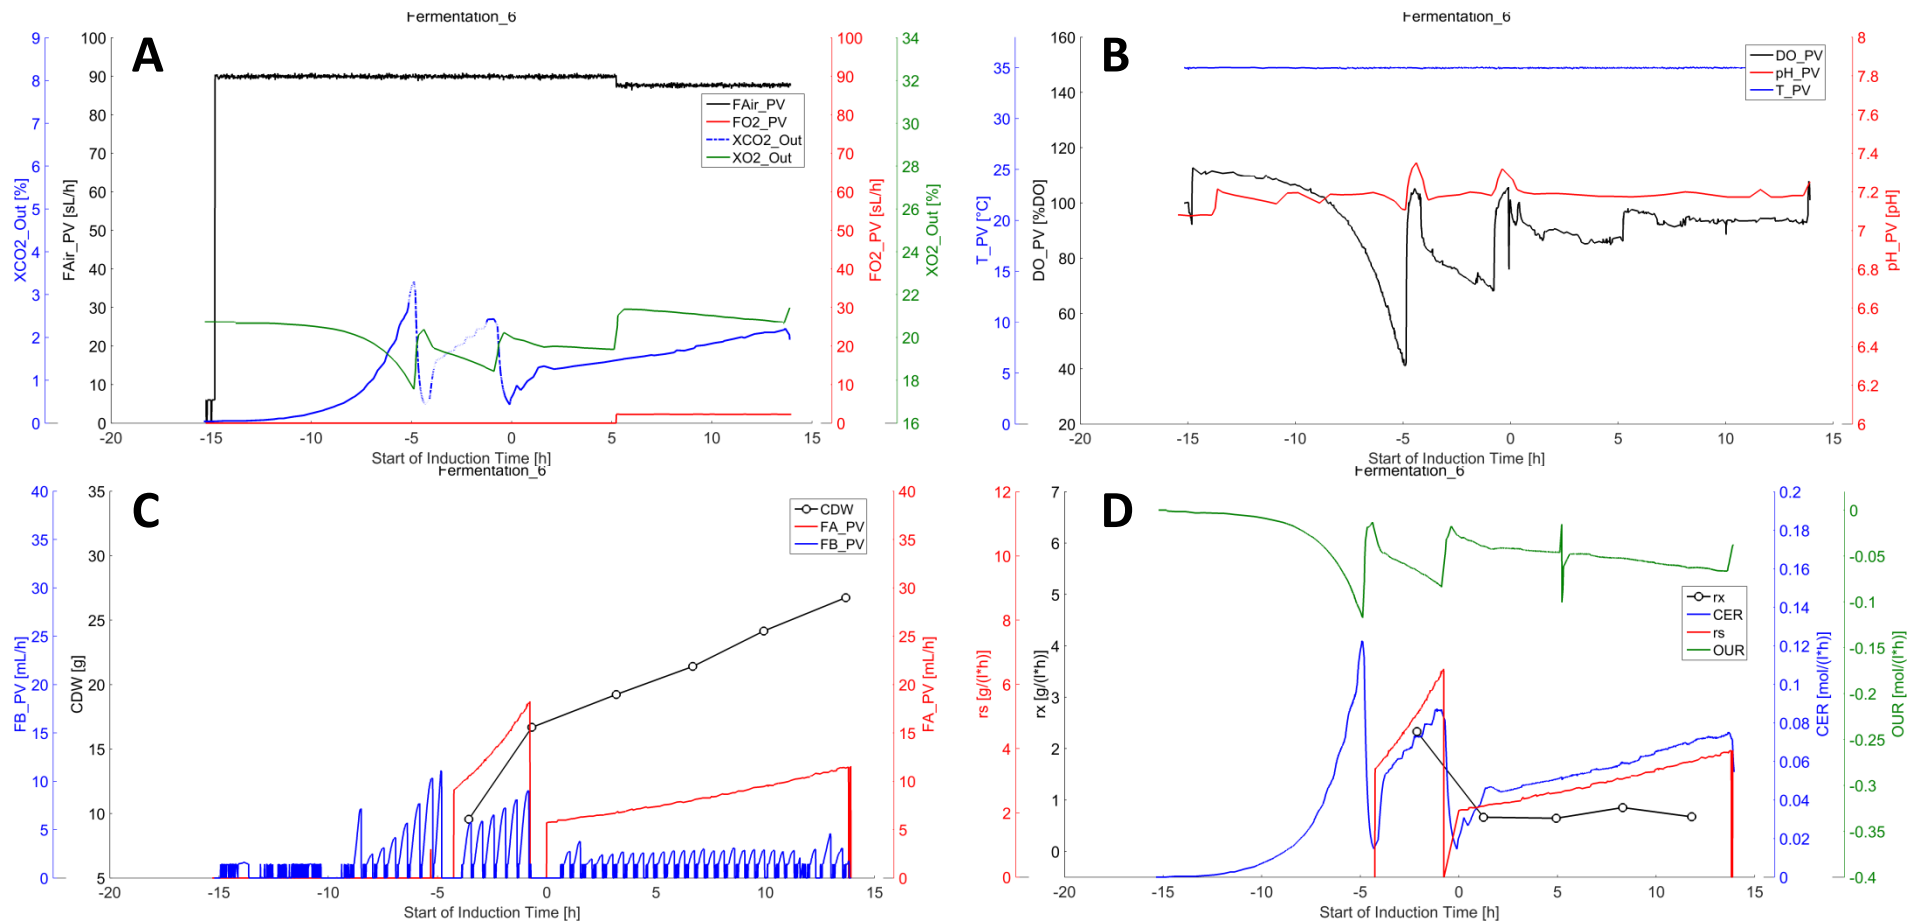 Fermentation_6
A
9
8
7
6
5
4
3
2
1
0
XCO2_Out [%]
100
90
80
70
60
50
40
30
20
10
0
FAir_PV [sL/h]
FAir_PV
FO2_PV
XCO2_Out
XO2_Out
100
90
80
70
60
50
40
30
20
10
0
FO2_PV [sL/h]
34
32
30
28
26
24
22
20
18
16
XO2_Out [%]
-20 -15 -10 -5 0 5 10 15
Start of Induction Time [h]
Fermentation_6
B
35
30
25
20
15
10
5
0
T_PV [°C]
160
140
120
100
80
60
40
20
DO_PV [%DO]
DO_PV
pH_PV
T_PV
8
7.8
7.6
7.4
7.2
7
6.8
6.6
6.4
6.2
6
pH_PV [pH]
-20 -15 -10 -5 0 5 10 15
Start of Induction Time [h]
Fermentation_6
C
40
35
30
25
20
15
10
5
0
FB_PV [mL/h]
35
30
25
20
15
10
5
CDW [g]
CDW
FA_PV
FB_PV
40
35
30
25
20
15
10
5
0
FA_PV [mL/h]
-20 -15 -10 -5 0 5 10 15
Start of Induction Time [h]
Fermentation_6
D
12
10
8
6
4
2
0
rs [g/(l*h)]
7
6
5
4
3
2
1
0
rx [g/(l*h)]
rx
CER
rs
OUR
0.2
0.18
0.16
0.14
0.12
0.1
0.08
0.06
0.04
0.02
0
CER [mol/(l*h)]
0
-0.05
-0.1
-0.15
-0.2
-0.25
-0.3
-0.35
-0.4
OUR [mol/(l*h)]
-20 -15 -10 -5 0 5 10 15
Start of Induction Time [h]